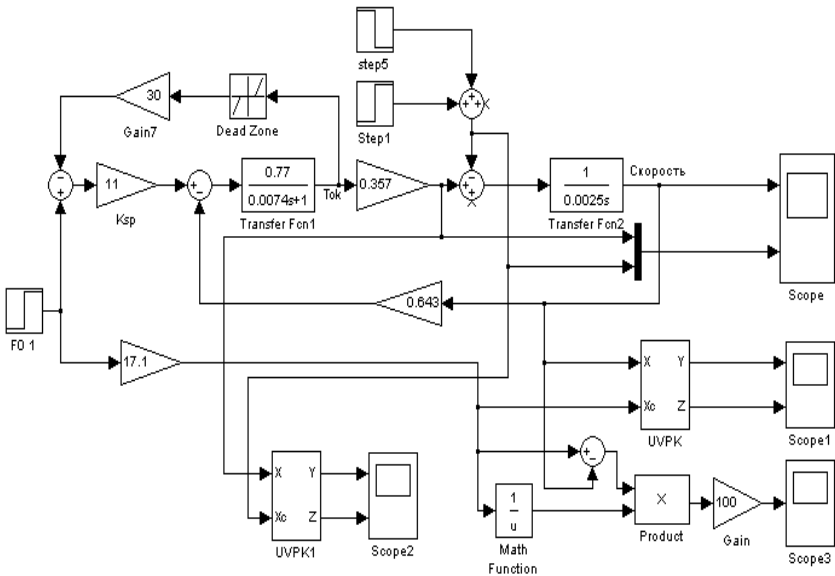 step5
+
+
Step1
30
Gain7
Dead Zone
−
+
11
Ksp
+
−
0.77
0.0074s+1
Transfer Fcn1
Tok
0.357
−
+
1
0.0025s
Transfer Fcn2
Скорость
Scope
F0 1
17.1
0.643
X
Y
Xc
Z
UVPK
Scope1
X
Y
Xc
Z
UVPK1
Scope2
1
u
Math
Function
+
−
X
Product
100
Gain
Scope3